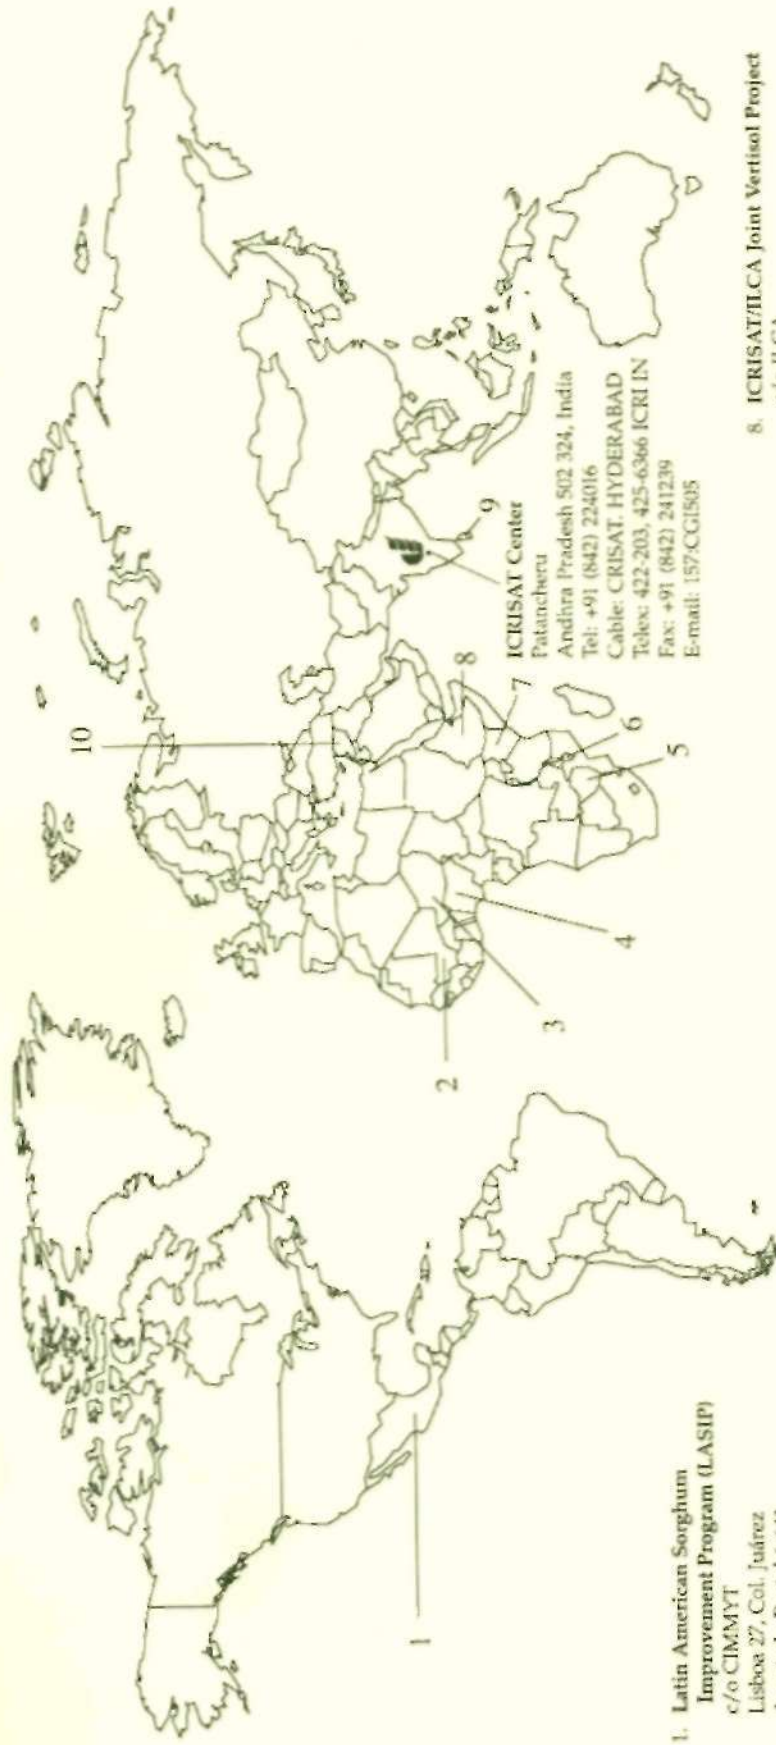 10
1
2
3
4
5
6
7
8
9
ICRISAT Center
Patancheru
Andhra Pradesh 502 324, India
Tel: +91 (842) 224016
Cable: CRISAT, HYDERABAD
Telex: 422-203, 425-6366 ICRI IN
Fax: +91 (842) 241239
E-mail: 157:CGI505
1. Latin American Sorghum
Improvement Program (LASIP)
c/o CIMMYT
Lisboa 27, Col. Juárez
8. ICRISAT/ILCA Joint Vertisol Project